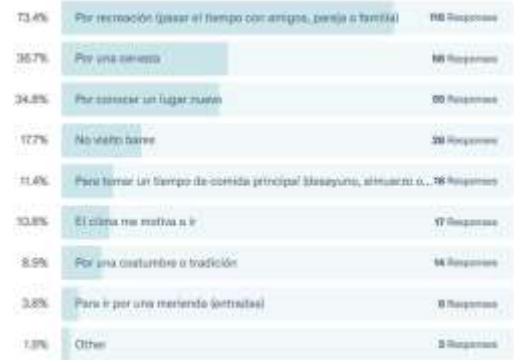 73.4% Por recreación (pasar el tiempo con amigos, pareja o familia) 116 Responses
36.7% Por una cerveza 58 Responses
34.8% Por conocer un lugar nuevo 55 Responses
17.7% No visito bares 28 Responses
11.4% Para tomar un tiempo de comida principal (desayuno, almuerzo o... 18 Responses
10.8% El clima me motiva a ir 17 Responses
8.9% Por una costumbre o tradición 14 Responses
3.8% Para ir por una merienda (entradas) 6 Responses
1.9% Other 3 Responses